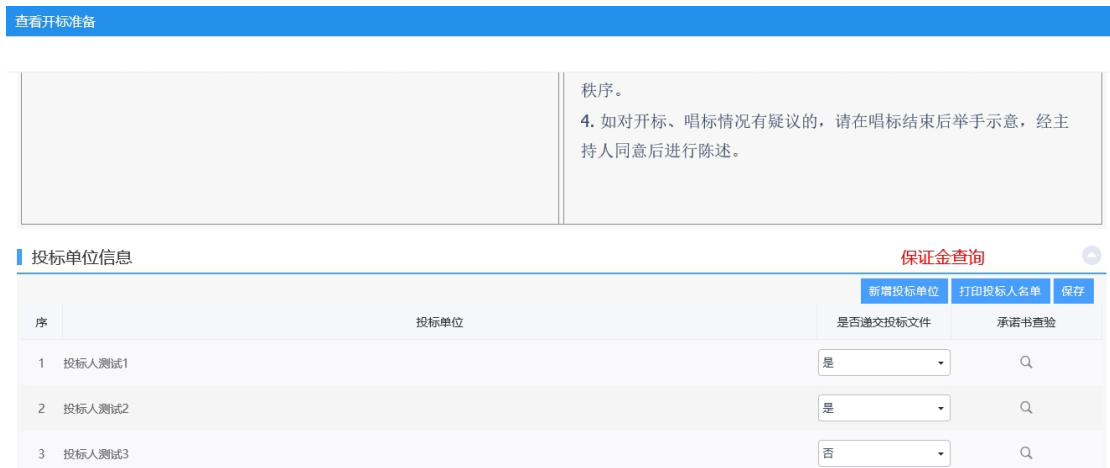 查看开标准备
秩序。
4. 如对开标、唱标情况有疑议的，请在唱标结束后举手示意，经主
持人同意后进行陈述。
投标单位信息 保证金查询
新增投标单位 打印投标人名单 保存
序 投标单位 是否递交投标文件 承诺书查验
1 投标人测试1 是
2 投标人测试2 是
3 投标人测试3 否